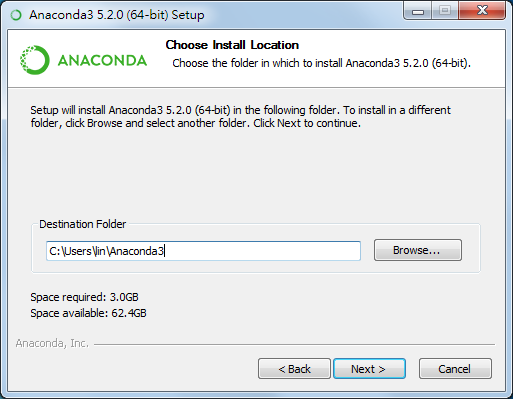 Anaconda3 5.2.0 (64-bit) Setup
Choose Install Location
Choose the folder in which to install Anaconda3 5.2.0 (64-bit).
ANACONDA
Setup will install Anaconda3 5.2.0 (64-bit) in the following folder. To install in a different
folder, click Browse and select another folder. Click Next to continue.
Destination Folder
C:\Users\lin\Anaconda3
Browse...
Space required: 3.0GB
Space available: 62.4GB
Anaconda, Inc.
< Back
Next >
Cancel